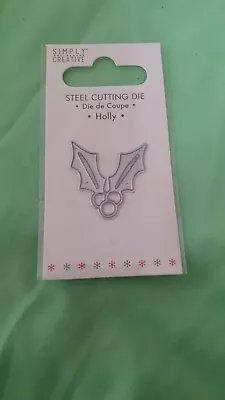 SIMPLY
CREATIVE
STEEL CUTTING DIE
• Die de Coupe •
• Holly •